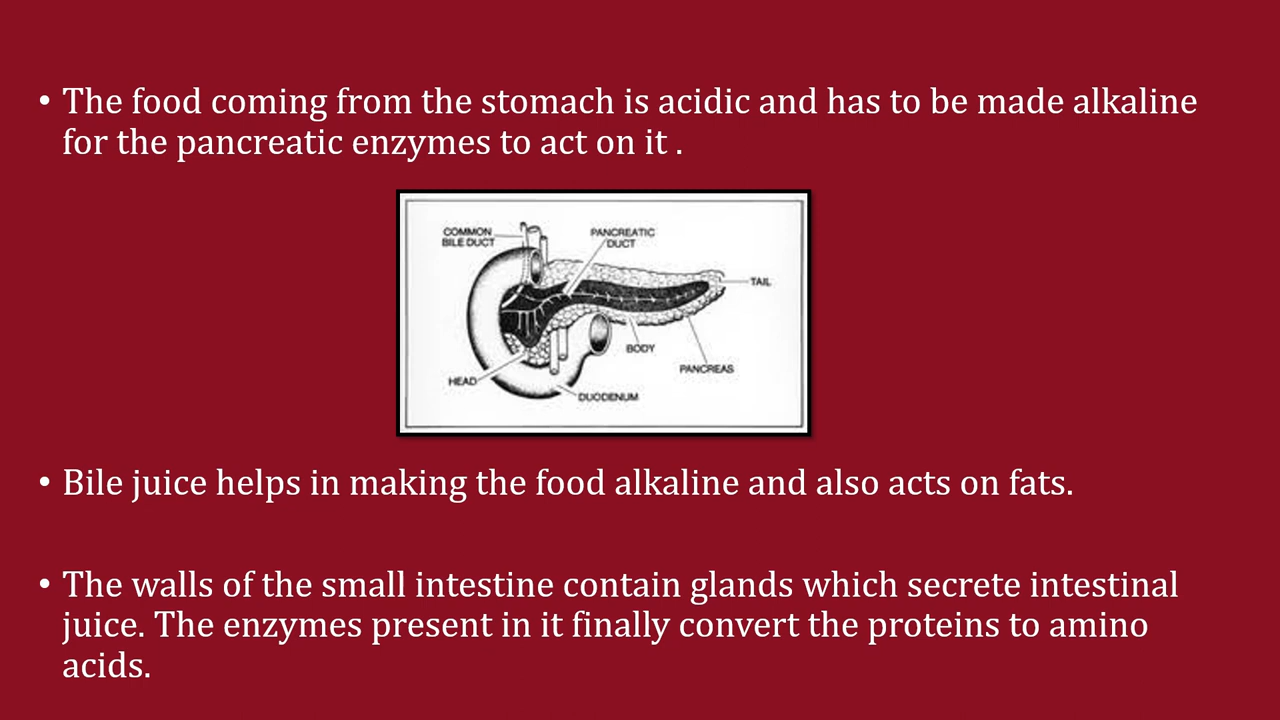 • The food coming from the stomach is acidic and has to be made alkaline
for the pancreatic enzymes to act on it .
COMMON
BILE DUCT
PANCREATIC
DUCT
TAIL
BODY
PANCREAS
HEAD
DUODENUM
• Bile juice helps in making the food alkaline and also acts on fats.
• The walls of the small intestine contain glands which secrete intestinal
juice. The enzymes present in it finally convert the proteins to amino
acids.